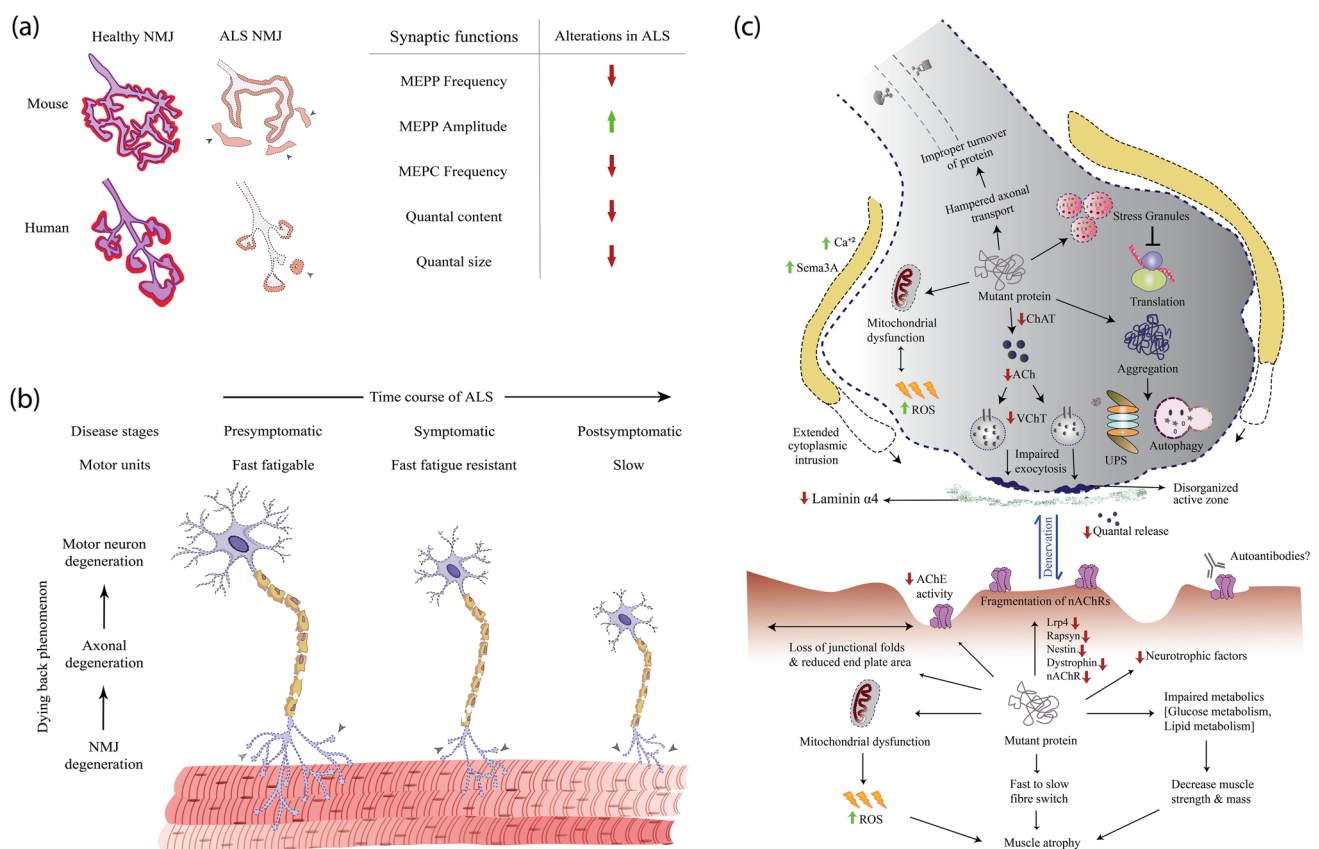 (a)
Healthy NMJ
ALS NMJ
Mouse
Human
Synaptic functions
Alterations in ALS
MEPP Frequency
MEPP Amplitude
MEPC Frequency
Quantal content
Quantal size
(b)
Time course of ALS
Disease stages
Presymptomatic
Symptomatic
Postsymptomatic
Motor units
Fast fatigable
Fast fatigue resistant
Slow
Dying back phenomenon
Motor neuron
degeneration
Axonal
degeneration
NMJ
degeneration
(c)
Improper turnover
of protein
Hampered axonal
transport
Stress Granules
Ca+2
Sema3A
Mutant protein
Translation
Mitochondrial
dysfunction
ChAT
ACh
Aggregation
ROS
VChT
Extended
cytoplasmic
intrusion
Impaired
exocytosis
UPS
Autophagy
Laminin α4
Disorganized
active zone
Denervation
Quantal release
AChE
activity
Autoantibodies?
Fragmentation of nAChRs
Lrp4
Rapsyn
Nestin
Dystrophin
nAChR
Loss of junctional folds
& reduced end plate area
Neurotrophic factors
Impaired metabolics
[Glucose metabolism,
Lipid metabolism]
Mitochondrial dysfunction
Mutant protein
Fast to slow
fibre switch
Decrease muscle
strength & mass
ROS
Muscle atrophy